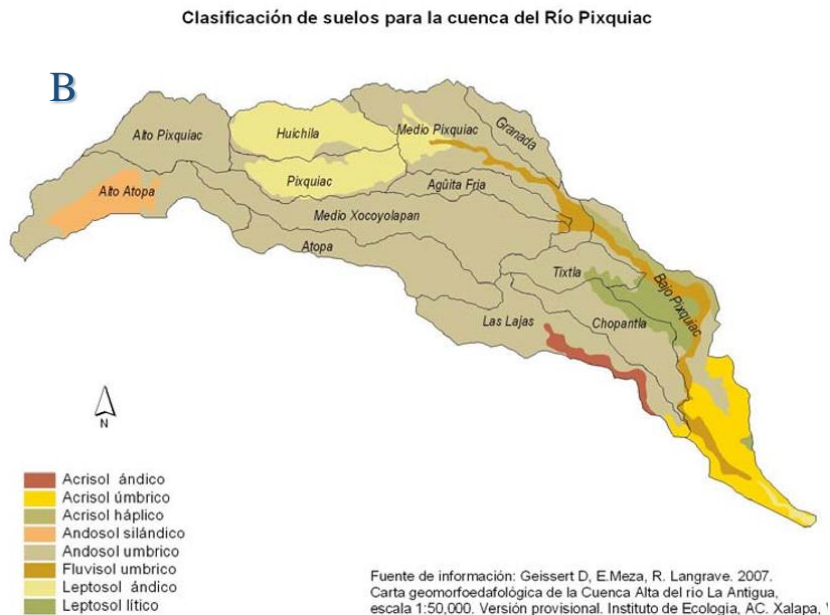 Clasificación de suelos para la cuenca del Río Pixquiac
B
Alto Pixquiac
Huichila
Medio Pixquiac
Granada
Alto Atopa
Pixquiac
Agüita Fria
Medio Xocoyolapan
Atopa
Tixtla
Bajo Pixquiac
Las Lajas
Chopantla
N
Acrisol ándico
Acrisol úmbrico
Acrisol háplico
Andosol silándico
Andosol umbrico
Fluvisol umbrico
Leptosol ándico
Leptosol lítico
Fuente de información: Geissert D, E.Meza, R. Langrave. 2007.
Carta geomorfoedafológica de la Cuenca Alta del rio La Antigua,
escala 1:50,000. Versión provisional. Instituto de Ecologia, AC. Xalapa,